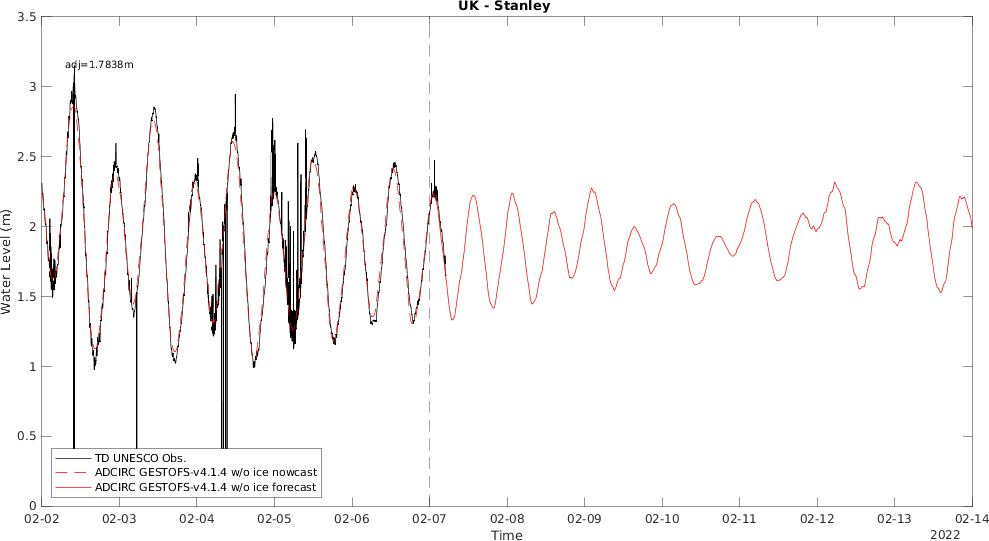 UK - Stanley
3.5
3
2.5
2
1.5
1
0.5
0
Water Level (m)
adj=1.7838m
TD UNESCO Obs.
ADCIRC GESTOFS-v4.1.4 w/o ice nowcast
ADCIRC GESTOFS-v4.1.4 w/o ice forecast
02-02 02-03 02-04 02-05 02-06 02-07 02-08 02-09 02-10 02-11 02-12 02-13 02-14
Time
2022